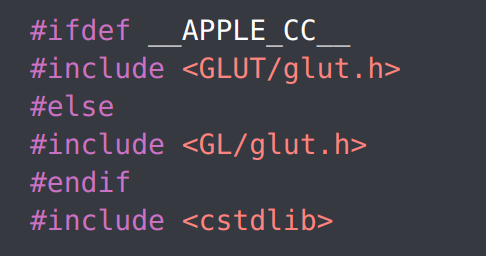 #ifdef __APPLE_CC__
#include <GLUT/glut.h>
#else
#include <GL/glut.h>
#endif
#include <cstdlib>